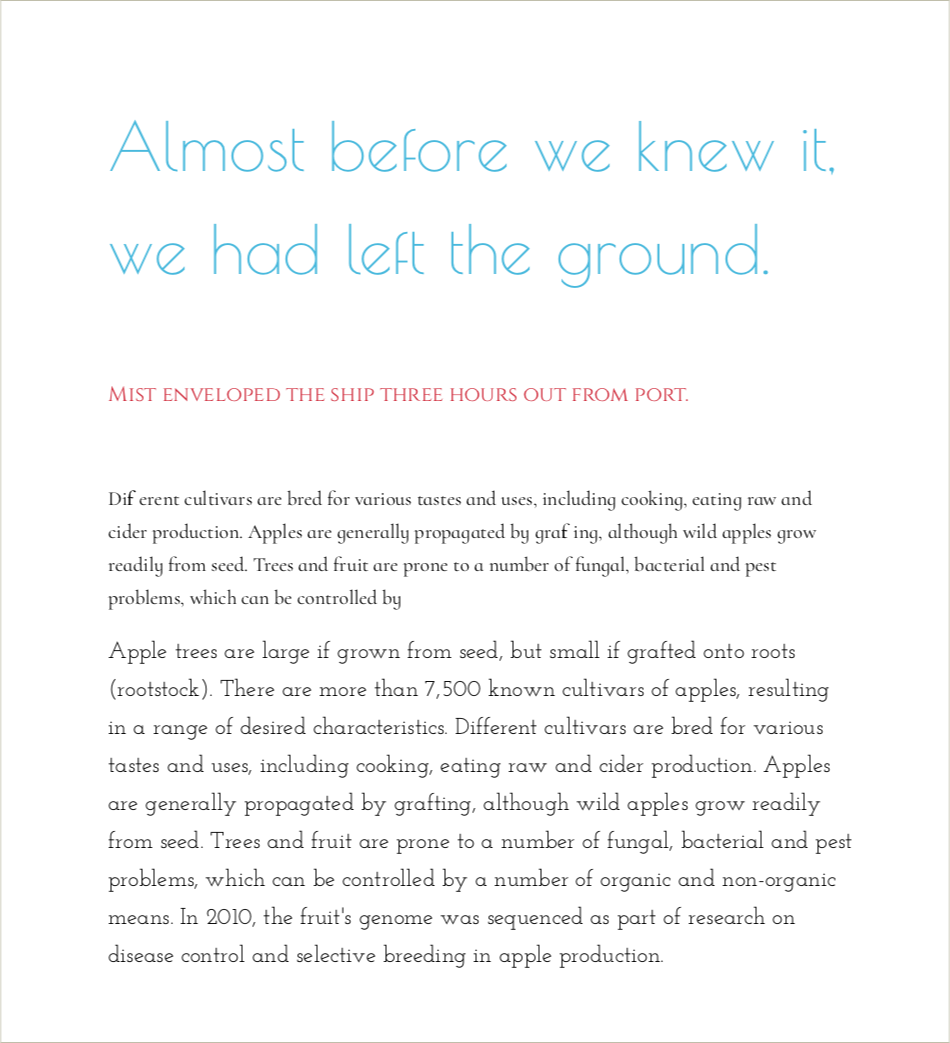 Almost before we knew it,
we had left the ground.
Mist enveloped the ship three hours out from port.
Dif erent cultivars are bred for various tastes and uses, including cooking, eating raw and
cider production. Apples are generally propagated by graf ing, although wild apples grow
readily from seed. Trees and fruit are prone to a number of fungal, bacterial and pest
problems, which can be controlled by
Apple trees are large if grown from seed, but small if grafted onto roots
(rootstock). There are more than 7,500 known cultivars of apples, resulting
in a range of desired characteristics. Different cultivars are bred for various
tastes and uses, including cooking, eating raw and cider production. Apples
are generally propagated by grafting, although wild apples grow readily
from seed. Trees and fruit are prone to a number of fungal, bacterial and pest
problems, which can be controlled by a number of organic and non-organic
means. In 2010, the fruit's genome was sequenced as part of research on
disease control and selective breeding in apple production.